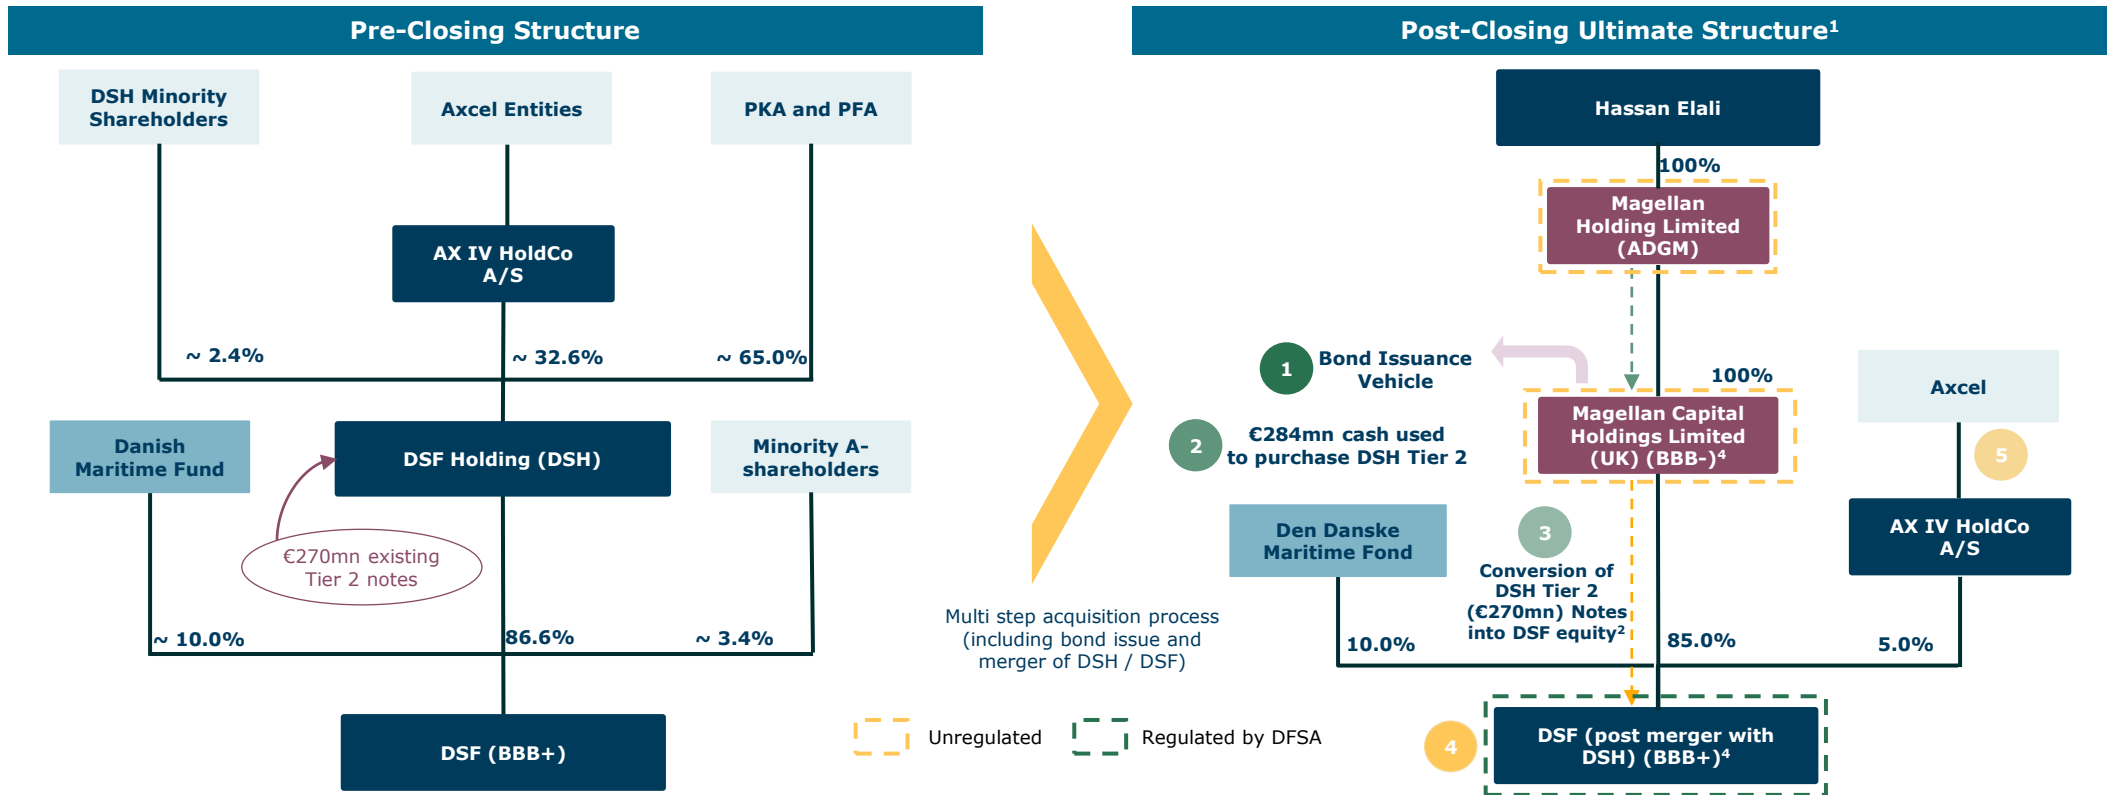 Pre-Closing Structure
DSH Minority
Shareholders
Axcel Entities
PKA and PFA
AX IV HoldCo
A/S
~ 2.4%
~ 32.6%
~ 65.0%
Danish
Maritime Fund
DSF Holding (DSH)
Minority A-
shareholders
€270mn existing
Tier 2 notes
~ 10.0%
86.6%
~ 3.4%
DSF (BBB+)
Multi step acquisition process
(including bond issue and
merger of DSH / DSF)
Unregulated
Regulated by DFSA
Post-Closing Ultimate Structure¹
Hassan Elali
100%
Magellan
Holding Limited
(ADGM)
1
Bond Issuance
Vehicle
100%
Axcel
2
€284mn cash used
to purchase DSH Tier 2
Magellan Capital
Holdings Limited
(UK) (BBB-)⁴
5
Den Danske
Maritime Fond
3
Conversion of
DSH Tier 2
(€270mn) Notes
into DSF equity²
AX IV HoldCo
A/S
10.0%
85.0%
5.0%
4
DSF (post merger with
DSH) (BBB+)⁴